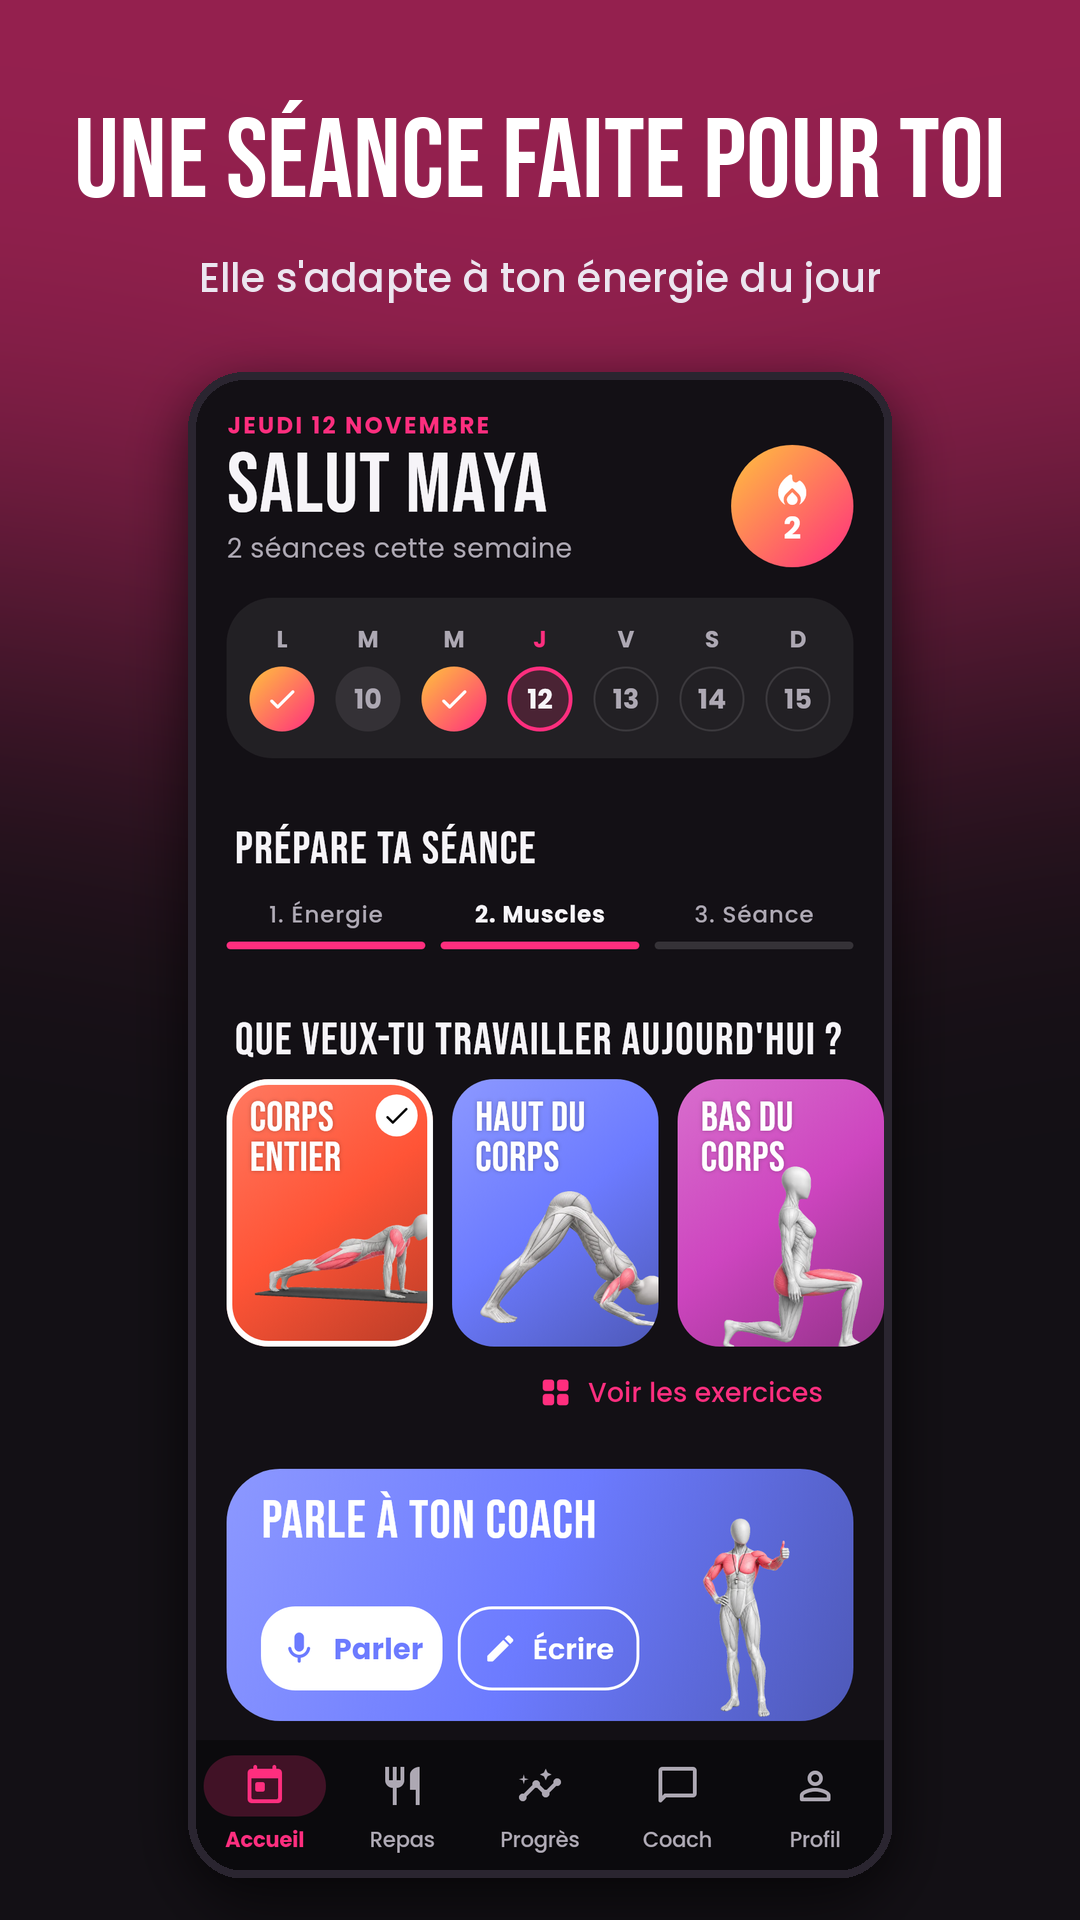 UNE SÉANCE FAITE POUR TOI
Elle s'adapte à ton énergie du jour
JEUDI 12 NOVEMBRE
SALUT MAYA
2 séances cette semaine
2
L M M J V S D
10 12 13 14 15
PRÉPARE TA SÉANCE
1. Énergie 2. Muscles 3. Séance
QUE VEUX-TU TRAVAILLER AUJOURD'HUI ?
CORPS
ENTIER
HAUT DU
CORPS
BAS DU
CORPS
Voir les exercices
PARLE À TON COACH
Parler Écrire
Accueil Repas Progrès Coach Profil